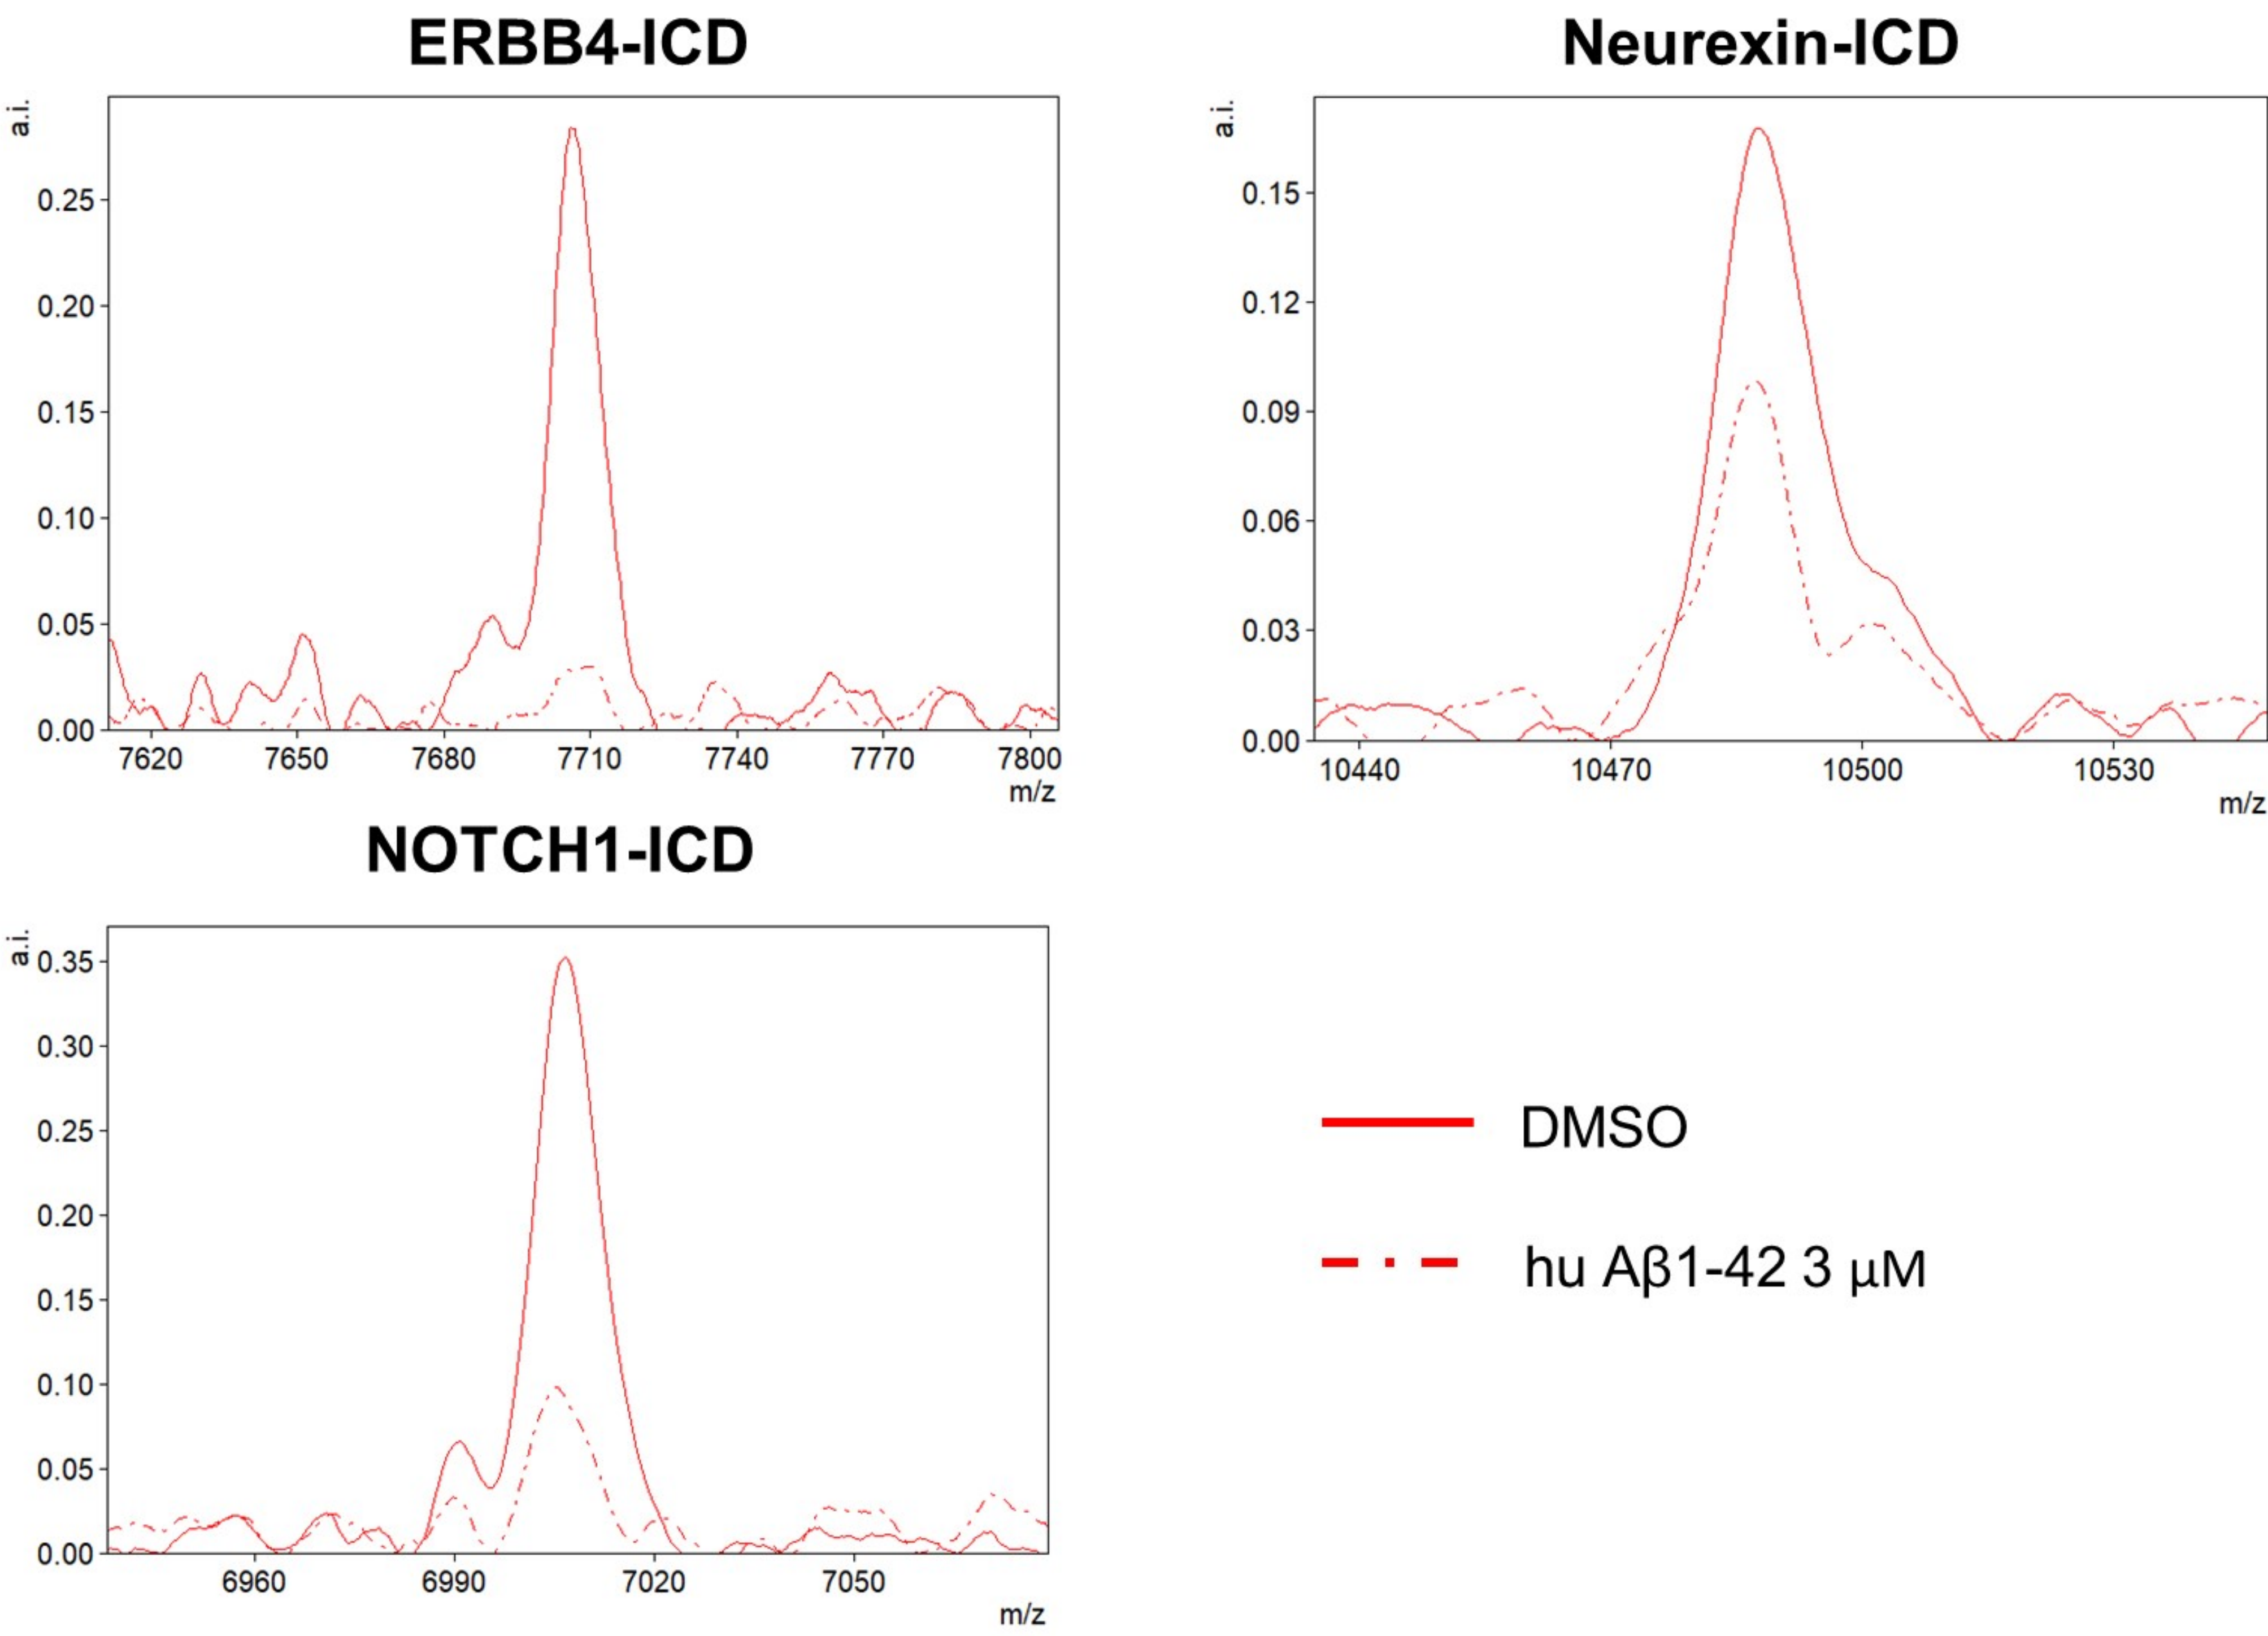 ERBB4-ICD
a.i.
0.25
0.20
0.15
0.10
0.05
0.00
7620 7650 7680 7710 7740 7770 7800
m/z
Neurexin-ICD
a.i.
0.15
0.12
0.09
0.06
0.03
0.00
10440 10470 10500 10530
m/z
NOTCH1-ICD
a.i.
0.35
0.30
0.25
0.20
0.15
0.10
0.05
0.00
6960 6990 7020 7050
m/z
DMSO
hu Aβ1-42 3 μM